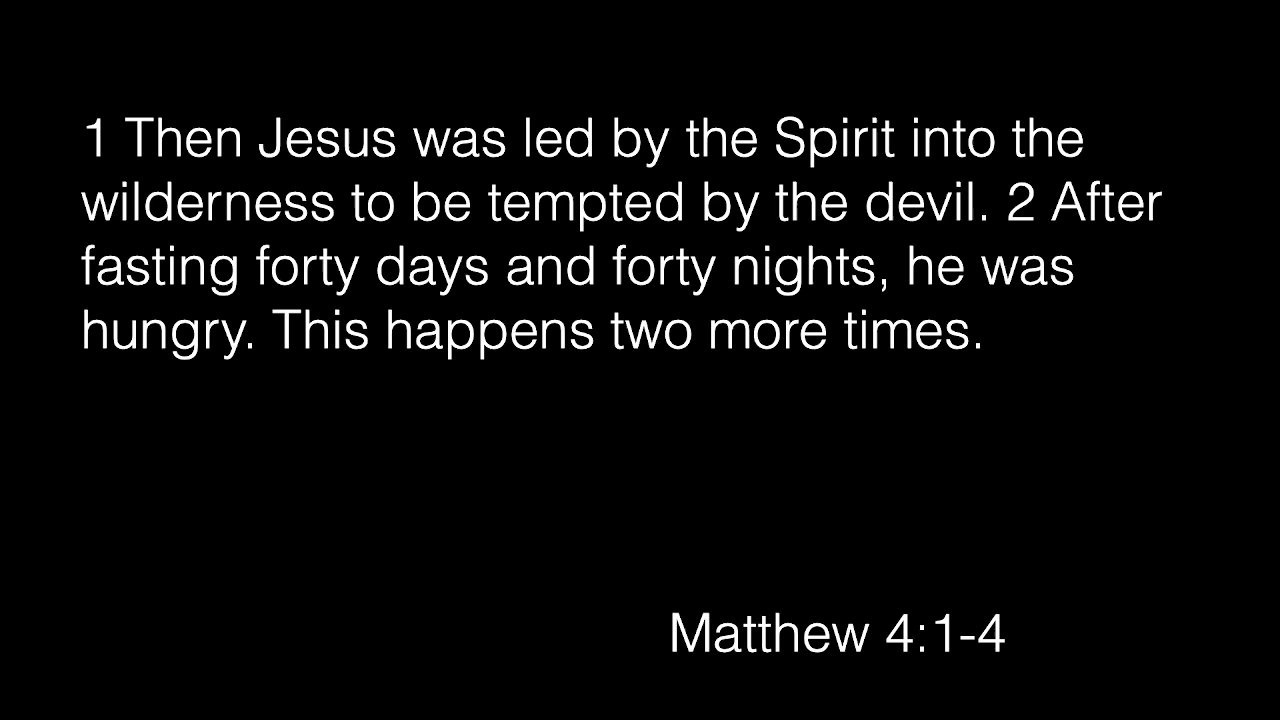 1 Then Jesus was led by the Spirit into the
wilderness to be tempted by the devil. 2 After
fasting forty days and forty nights, he was
hungry. This happens two more times.
Matthew 4:1-4